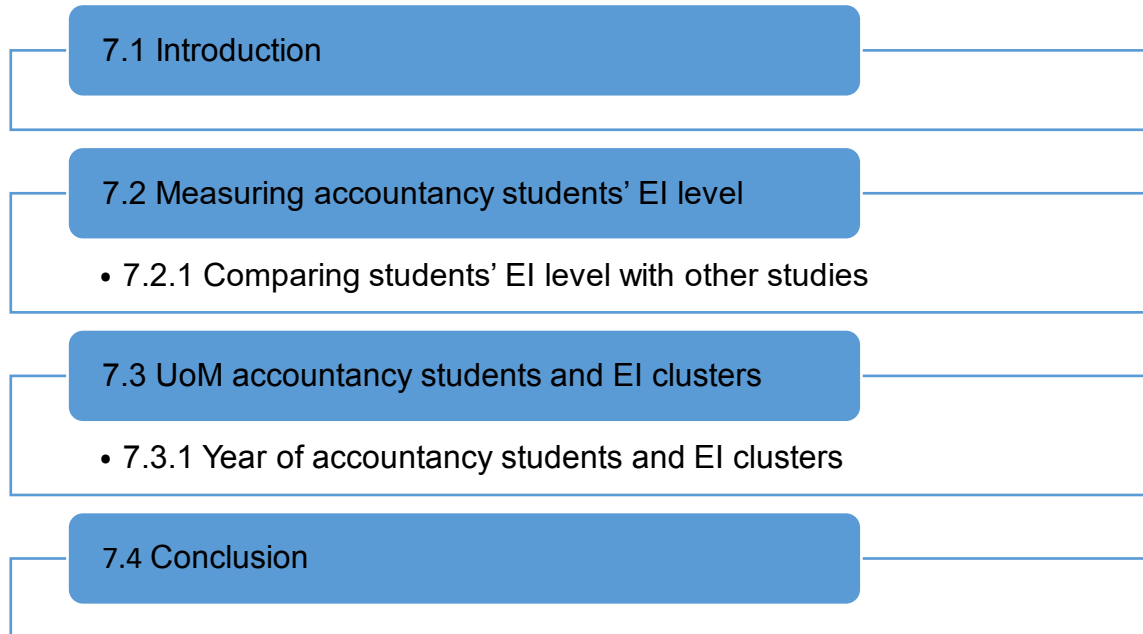 7.1 Introduction
7.2 Measuring accountancy students’ EI level
• 7.2.1 Comparing students’ EI level with other studies
7.3 UoM accountancy students and EI clusters
• 7.3.1 Year of accountancy students and EI clusters
7.4 Conclusion